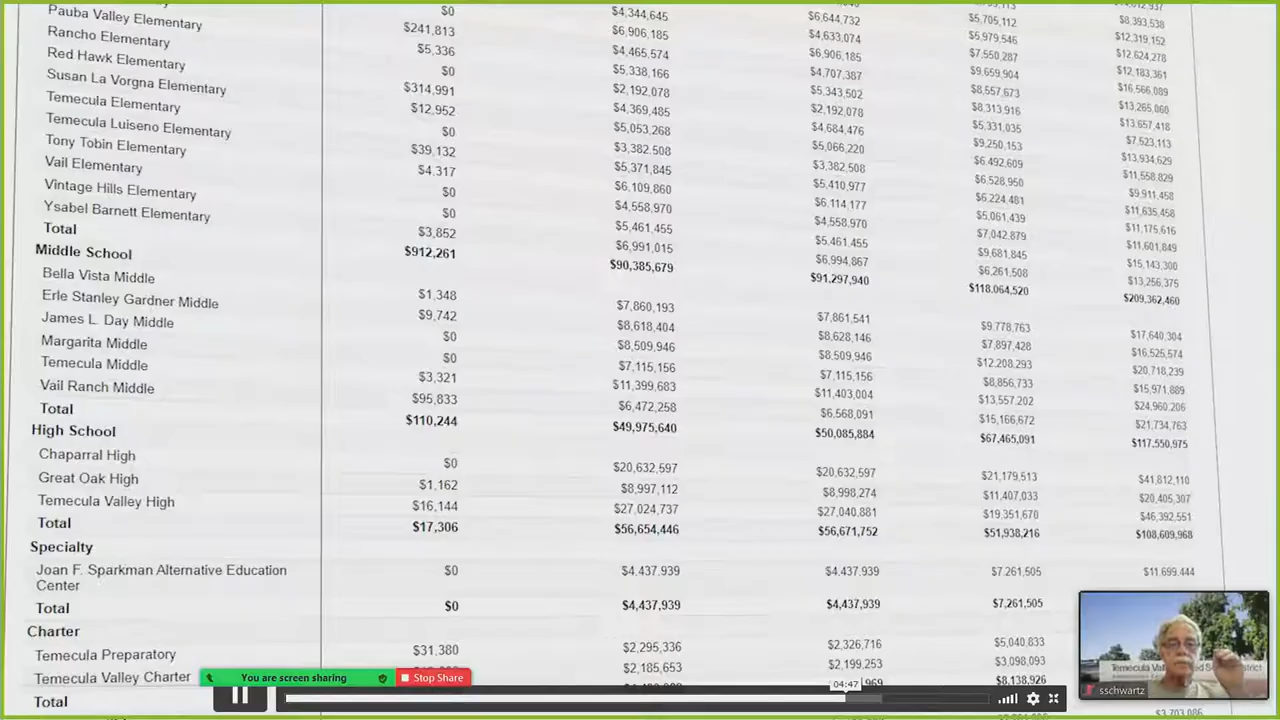 $8,393,538
$5,705,112 $12,319,152
$6,644,732 $5,979,546 $12,624,278
$4,344,645 $4,633,074 $7,550,287 $12,183,361
$0 $6,906,185 $6,906,185 $9,659,904 $16,566,089
$241,813 $4,465,574 $4,707,387 $8,557,673 $13,265,060
Pauba Valley Elementary $5,336 $5,338,166 $5,343,502 $8,313,916 $13,657,418
Rancho Elementary $0 $2,192,078 $2,192,078 $5,331,035 $7,523,113
Red Hawk Elementary $314,991 $4,369,485 $4,684,476 $9,250,153 $13,934,629
Susan La Vorgna Elementary $12,952 $5,053,268 $5,066,220 $6,492,609 $11,558,829
Temecula Elementary $0 $3,382,508 $3,382,508 $6,528,950 $9,911,458
Temecula Luiseno Elementary $39,132 $5,371,845 $5,410,977 $6,224,481 $11,635,458
Tony Tobin Elementary $4,317 $6,109,860 $6,114,177 $5,061,439 $11,175,616
Vail Elementary $0 $4,558,970 $4,558,970 $7,042,879 $11,601,849
Vintage Hills Elementary $0 $5,461,455 $5,461,455 $9,681,845 $15,143,300
Ysabel Barnett Elementary $3,852 $6,991,015 $6,994,867 $6,261,508 $13,256,375
Total $912,261 $90,385,679 $91,297,940 $118,064,520 $209,362,460
Middle School
Bella Vista Middle $1,348 $7,860,193 $7,861,541 $9,778,763 $17,640,304
Erle Stanley Gardner Middle $9,742 $8,618,404 $8,628,146 $7,897,428 $16,525,574
James L. Day Middle $0 $8,509,946 $8,509,946 $12,208,293 $20,718,239
Margarita Middle $0 $7,115,156 $7,115,156 $8,856,733 $15,971,889
Temecula Middle $3,321 $11,399,683 $11,403,004 $13,557,202 $24,960,206
Vail Ranch Middle $95,833 $6,472,258 $6,568,091 $15,166,672 $21,734,763
Total $110,244 $49,975,640 $50,085,884 $67,465,091 $117,550,975
High School
Chaparral High $0 $20,632,597 $20,632,597 $21,179,513 $41,812,110
Great Oak High $1,162 $8,997,112 $8,998,274 $11,407,033 $20,405,307
Temecula Valley High $16,144 $27,024,737 $27,040,881 $19,351,670 $46,392,551
Total $17,306 $56,654,446 $56,671,752 $51,938,216 $108,609,968
Specialty
Joan F. Sparkman Alternative Education $0 $4,437,939 $4,437,939 $7,261,505 $11,699,444
Center
Total $0 $4,437,939 $4,437,939 $7,261,505
Charter
Temecula Preparatory $31,380 $2,295,336 $2,326,716 $5,040,833
Temecula Valley Charter $2,185,653 $2,199,253 $3,098,093
Total $8,138,926
You are screen sharing
Stop Share
04:47
sschwartz